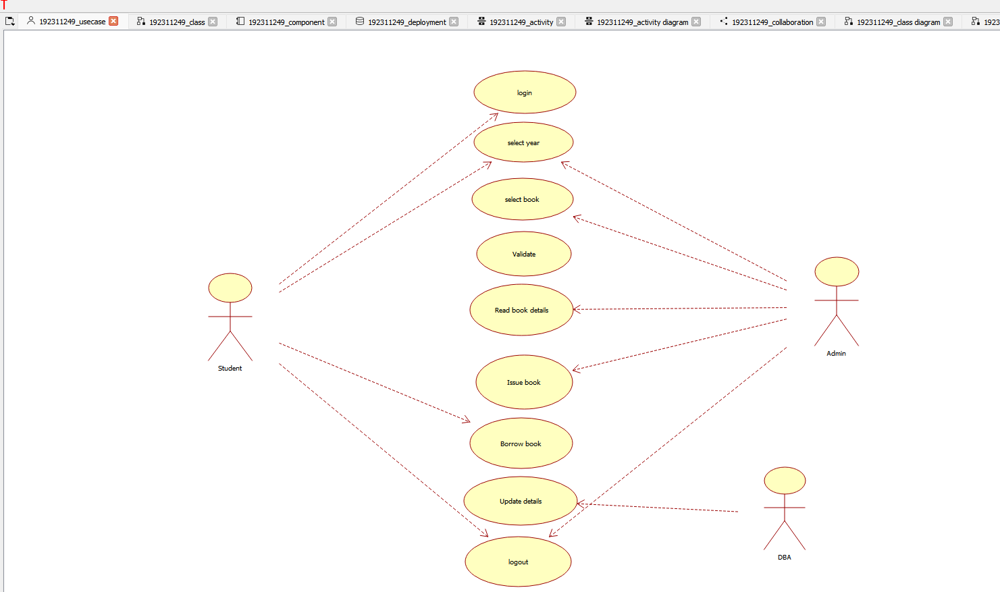 192311249_usecase
192311249_class
192311249_component
192311249_deployment
192311249_activity
192311249_activity diagram
192311249_collaboration
192311249_class diagram
1923
login
select year
select book
Validate
Read book details
Student
Admin
Issue book
Borrow book
Update details
DBA
logout